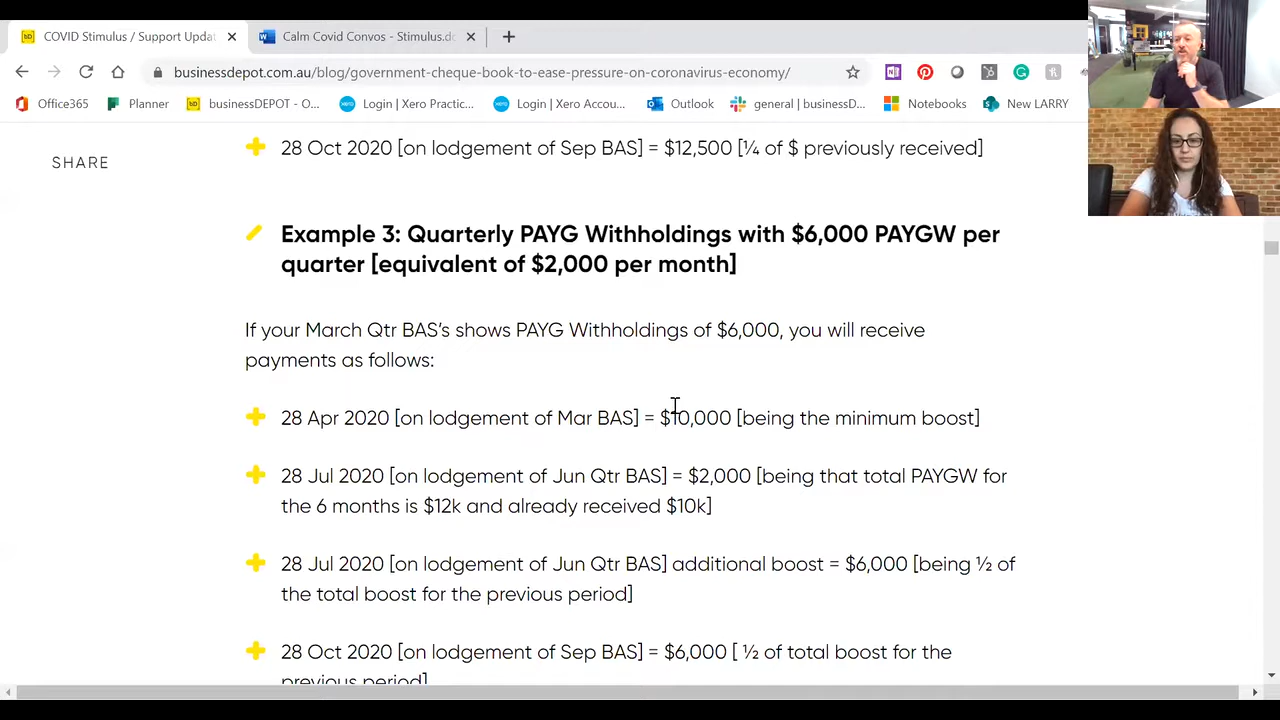 COVID Stimulus / Support Updat
Calm Covid Convos - Stimulus.do
businessdepot.com.au/blog/government-cheque-book-to-ease-pressure-on-coronavirus-economy/
Office365
Planner
businessDEPOT - O...
Login | Xero Practic...
Login | Xero Accou...
Outlook
general | businessD...
Notebooks
New LARRY
SHARE
28 Oct 2020 [on lodgement of Sep BAS] = $12,500 [¼ of $ previously received]
Example 3: Quarterly PAYG Withholdings with $6,000 PAYGW per
quarter [equivalent of $2,000 per month]
If your March Qtr BAS's shows PAYG Withholdings of $6,000, you will receive
payments as follows:
28 Apr 2020 [on lodgement of Mar BAS] = $10,000 [being the minimum boost]
28 Jul 2020 [on lodgement of Jun Qtr BAS] = $2,000 [being that total PAYGW for
the 6 months is $12k and already received $10k]
28 Jul 2020 [on lodgement of Jun Qtr BAS] additional boost = $6,000 [being ½ of
the total boost for the previous period]
28 Oct 2020 [on lodgement of Sep BAS] = $6,000 [ ½ of total boost for the
previous period]